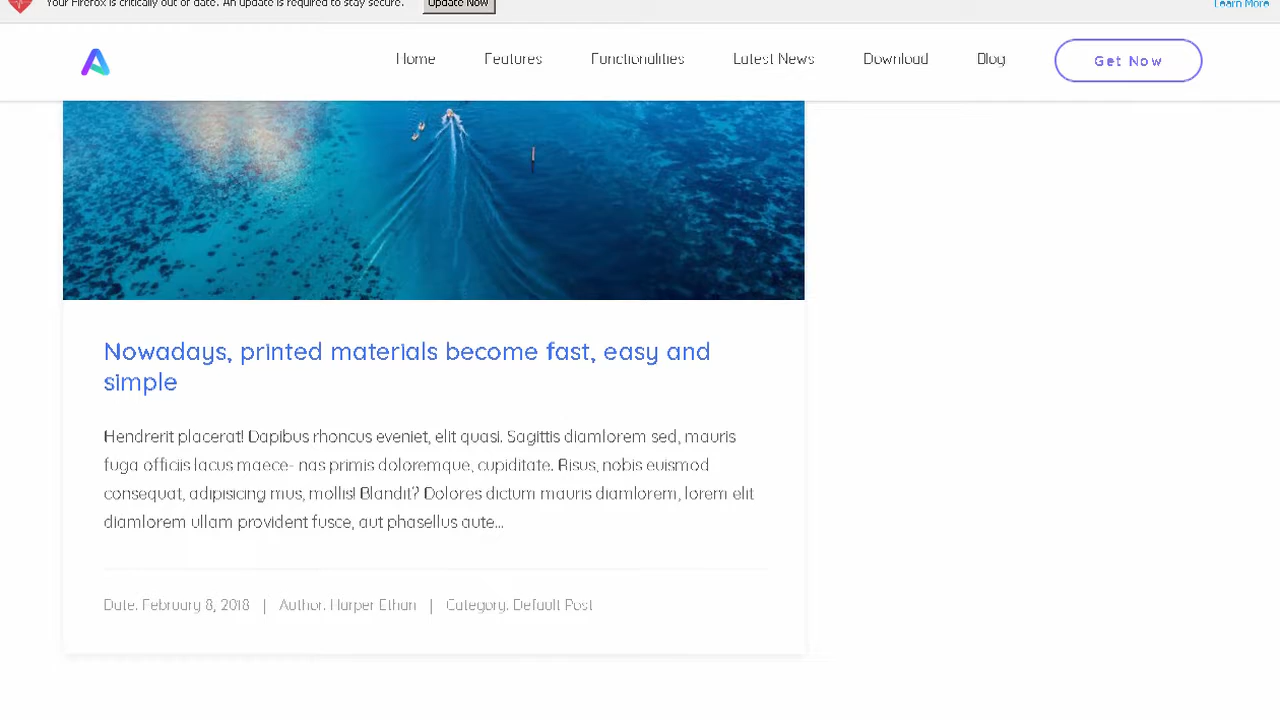 Your Firefox is critically out of date. An update is required to stay secure. Update Now Learn More
Home Features Functionalities Latest News Download Blog Get Now
Nowadays, printed materials become fast, easy and
simple
Hendrerit placerat! Dapibus rhoncus eveniet, elit quasi. Sagittis diamlorem sed, mauris
fuga officiis lacus maece- nas primis doloremque, cupiditate. Risus, nobis euismod
consequat, adipisicing mus, mollis! Blandit? Dolores dictum mauris diamlorem, lorem elit
diamlorem ullam provident fusce, aut phasellus aute...
Date: February 8, 2018 | Author: Harper Ethan | Category: Default Post